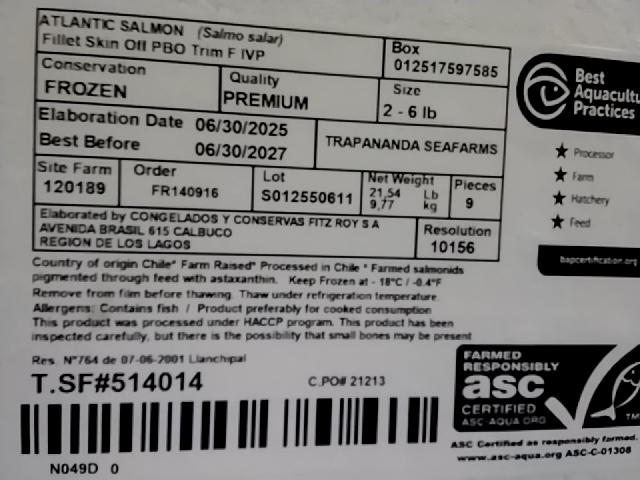 ATLANTIC SALMON (Salmo salar)
Fillet Skin Off PBO Trim F IVP
Box
012517597585
Conservation
FROZEN
Quality
PREMIUM
Size
2 - 6 lb
Elaboration Date 06/30/2025
Best Before 06/30/2027
TRAPANANDA SEAFARMS
Site Farm
120189
Order
FR140916
Lot
S012550611
Net Weight
21,54 Lb
9,77 kg
Pieces
9
Elaborated by CONGELADOS Y CONSERVAS FITZ ROY S A
AVENIDA BRASIL 615 CALBUCO
REGION DE LOS LAGOS
Resolution
10156
Country of origin Chile* Farm Raised* Processed in Chile * Farmed salmonids
pigmented through feed with astaxanthin. Keep Frozen at - 18°C / -0.4°F
Remove from film before thawing. Thaw under refrigeration temperature.
Allergens: Contains fish / Product preferably for cooked consumption
This product was processed under HACCP program. This product has been
inspected carefully, but there is the possibility that small bones may be present
Res. N°764 de 07-06-2001 Llanchipal
T.SF#514014
C.PO# 21213
N049D 0
Best
Aquacultu
Practices
Processor
Farm
Hatchery
Feed
bapcertification.org
FARMED
RESPONSIBLY
asc
CERTIFIED
ASC-AQUA.ORG
TM
ASC Certified as responsibly farmed.
www.asc-aqua.org ASC-C-01308